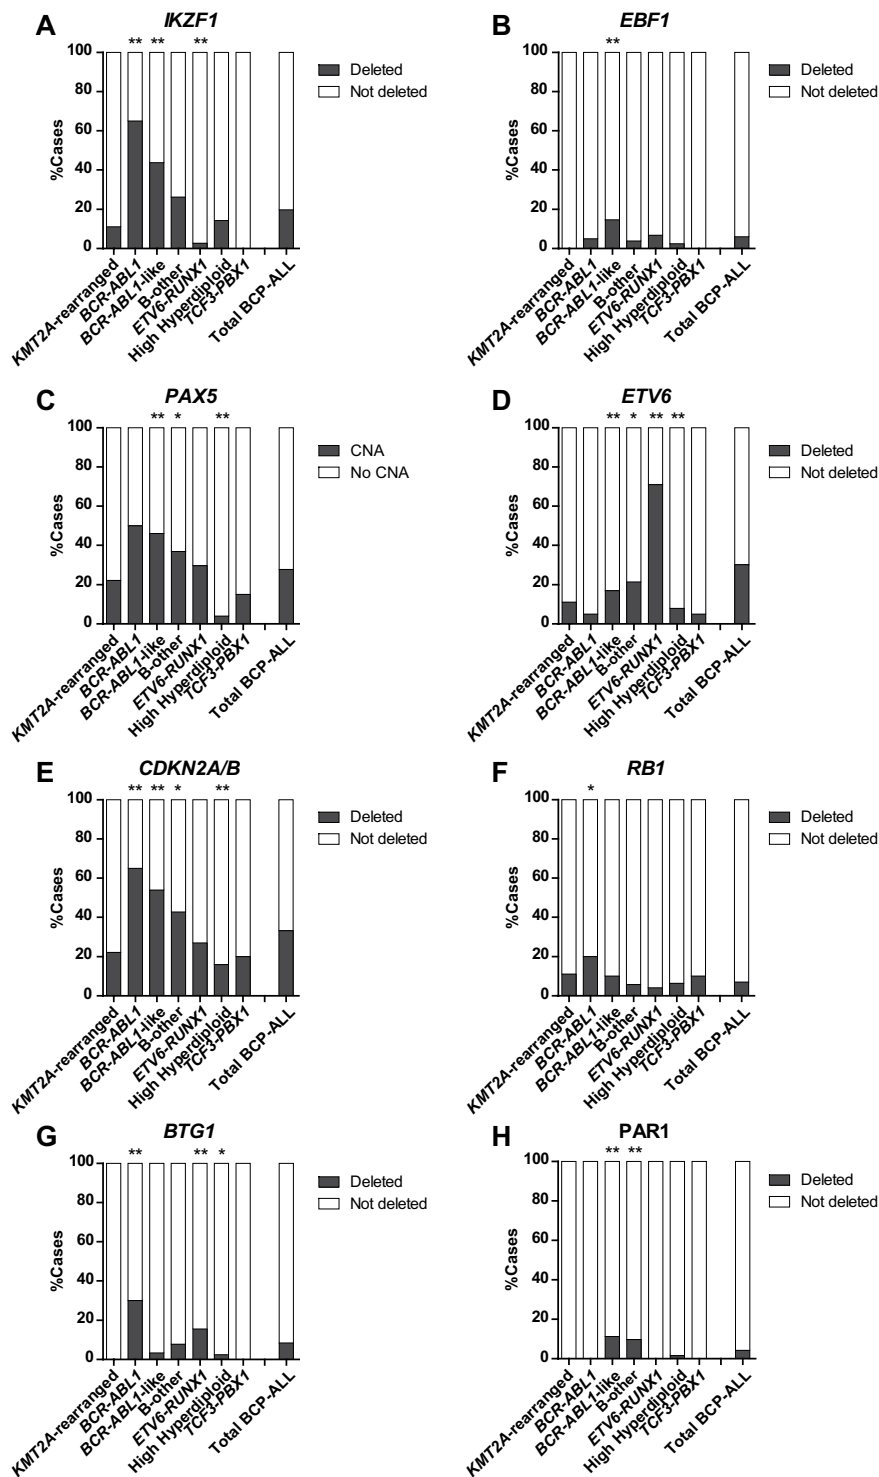 A
IKZF1
** ** **
100
80
60
40
20
0
%Cases
Deleted
Not deleted
KMT2A-rearranged
BCR-ABL1
BCR-ABL1-like
B-other
ETV6-RUNX1
High Hyperdiploid
TCF3-PBX1
Total BCP-ALL
B
EBF1
**
100
80
60
40
20
0
%Cases
Deleted
Not deleted
KMT2A-rearranged
BCR-ABL1
BCR-ABL1-like
B-other
ETV6-RUNX1
High Hyperdiploid
TCF3-PBX1
Total BCP-ALL
C
PAX5
** * **
100
80
60
40
20
0
%Cases
CNA
No CNA
KMT2A-rearranged
BCR-ABL1
BCR-ABL1-like
B-other
ETV6-RUNX1
High Hyperdiploid
TCF3-PBX1
Total BCP-ALL
D
ETV6
** * ** **
100
80
60
40
20
0
%Cases
Deleted
Not deleted
KMT2A-rearranged
BCR-ABL1
BCR-ABL1-like
B-other
ETV6-RUNX1
High Hyperdiploid
TCF3-PBX1
Total BCP-ALL
E
CDKN2A/B
** ** * **
100
80
60
40
20
0
%Cases
Deleted
Not deleted
KMT2A-rearranged
BCR-ABL1
BCR-ABL1-like
B-other
ETV6-RUNX1
High Hyperdiploid
TCF3-PBX1
Total BCP-ALL
F
RB1
*
100
80
60
40
20
0
%Cases
Deleted
Not deleted
KMT2A-rearranged
BCR-ABL1
BCR-ABL1-like
B-other
ETV6-RUNX1
High Hyperdiploid
TCF3-PBX1
Total BCP-ALL
G
BTG1
** ** *
100
80
60
40
20
0
%Cases
Deleted
Not deleted
KMT2A-rearranged
BCR-ABL1
BCR-ABL1-like
B-other
ETV6-RUNX1
High Hyperdiploid
TCF3-PBX1
Total BCP-ALL
H
PAR1
** **
100
80
60
40
20
0
%Cases
Deleted
Not deleted
KMT2A-rearranged
BCR-ABL1
BCR-ABL1-like
B-other
ETV6-RUNX1
High Hyperdiploid
TCF3-PBX1
Total BCP-ALL